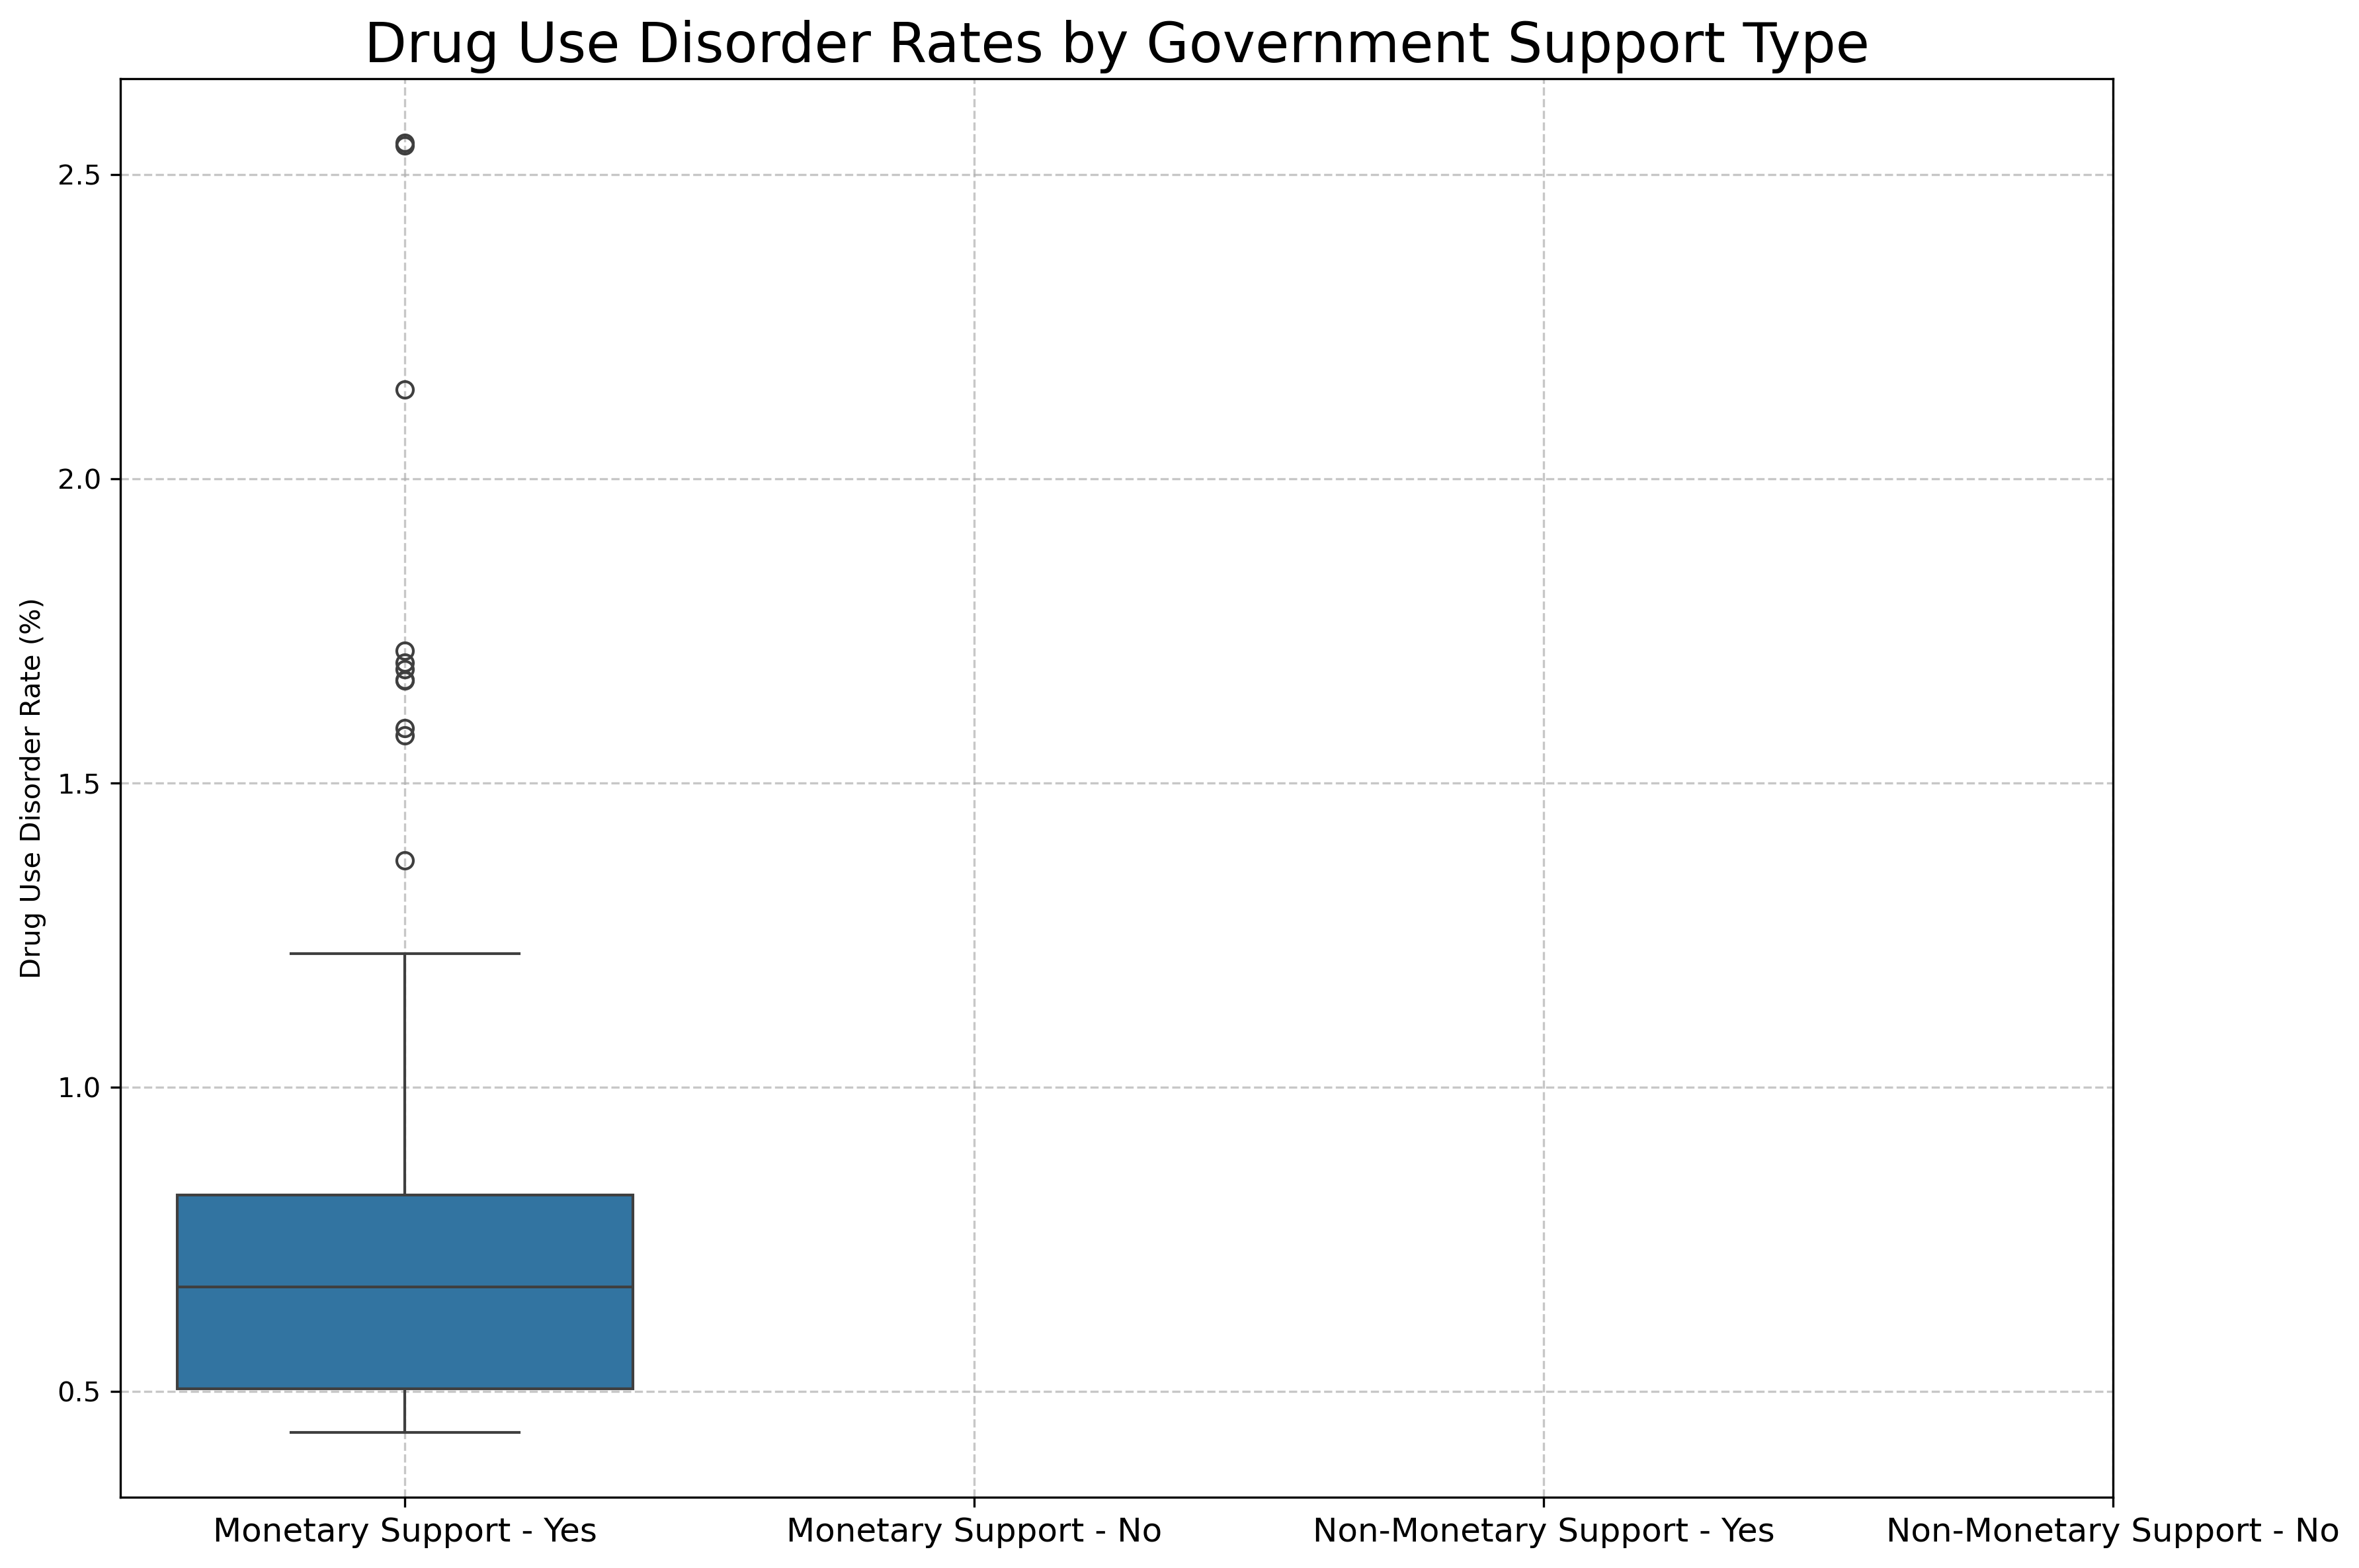 Drug Use Disorder Rates by Government Support Type
Drug Use Disorder Rate (%)
2.5
2.0
1.5
1.0
0.5
Monetary Support - Yes
Monetary Support - No
Non-Monetary Support - Yes
Non-Monetary Support - No